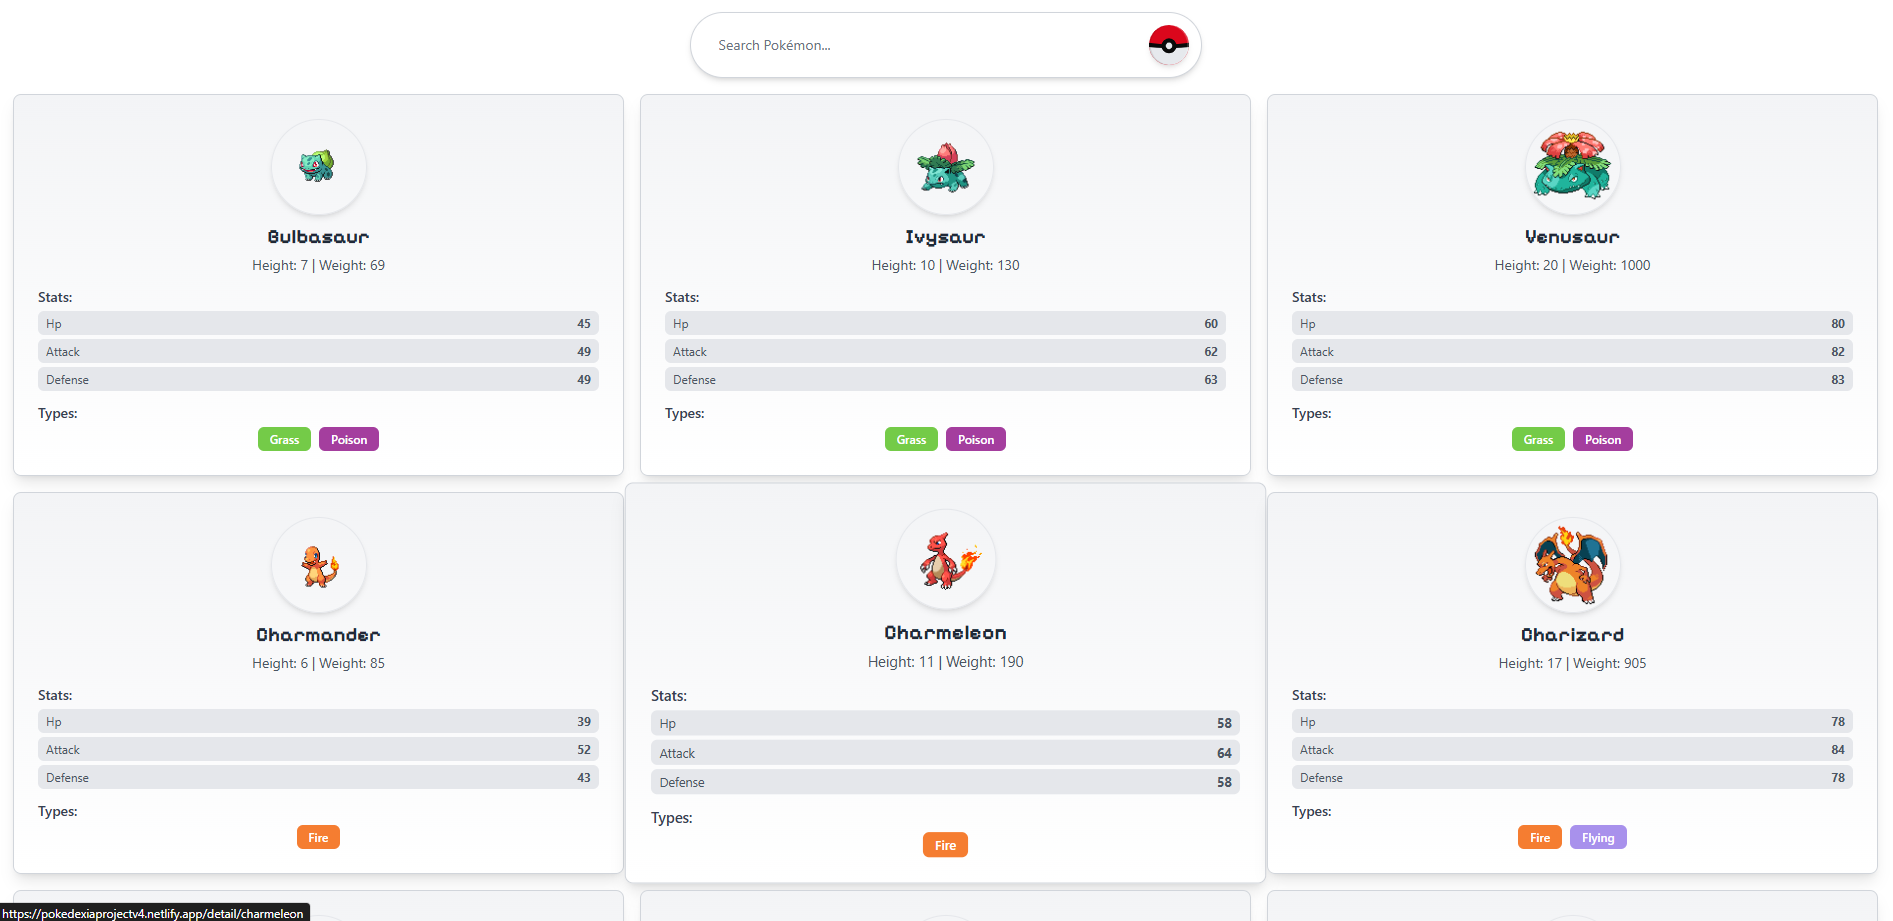 Search Pokémon...
Bulbasaur
Height: 7 | Weight: 69
Stats:
Hp 45
Attack 49
Defense 49
Types:
Grass Poison
Ivysaur
Height: 10 | Weight: 130
Stats:
Hp 60
Attack 62
Defense 63
Types:
Grass Poison
Venusaur
Height: 20 | Weight: 1000
Stats:
Hp 80
Attack 82
Defense 83
Types:
Grass Poison
Charmander
Height: 6 | Weight: 85
Stats:
Hp 39
Attack 52
Defense 43
Types:
Fire
Charmeleon
Height: 11 | Weight: 190
Stats:
Hp 58
Attack 64
Defense 58
Types:
Fire
Charizard
Height: 17 | Weight: 905
Stats:
Hp 78
Attack 84
Defense 78
Types:
Fire Flying
https://pokedexiaprojectv4.netlify.app/detail/charmeleon